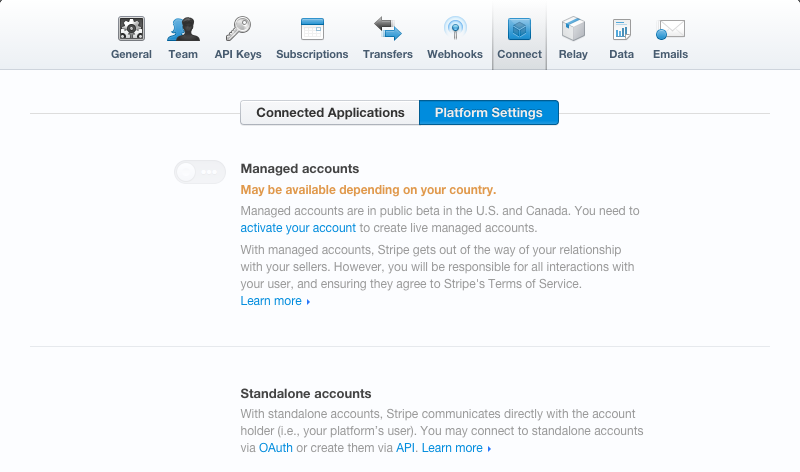 General Team API Keys Subscriptions Transfers Webhooks Connect Relay Data Emails
Connected Applications Platform Settings
Managed accounts
May be available depending on your country.
Managed accounts are in public beta in the U.S. and Canada. You need to
activate your account to create live managed accounts.
With managed accounts, Stripe gets out of the way of your relationship
with your sellers. However, you will be responsible for all interactions with
your user, and ensuring they agree to Stripe's Terms of Service.
Learn more
Standalone accounts
With standalone accounts, Stripe communicates directly with the account
holder (i.e., your platform's user). You may connect to standalone accounts
via OAuth or create them via API. Learn more